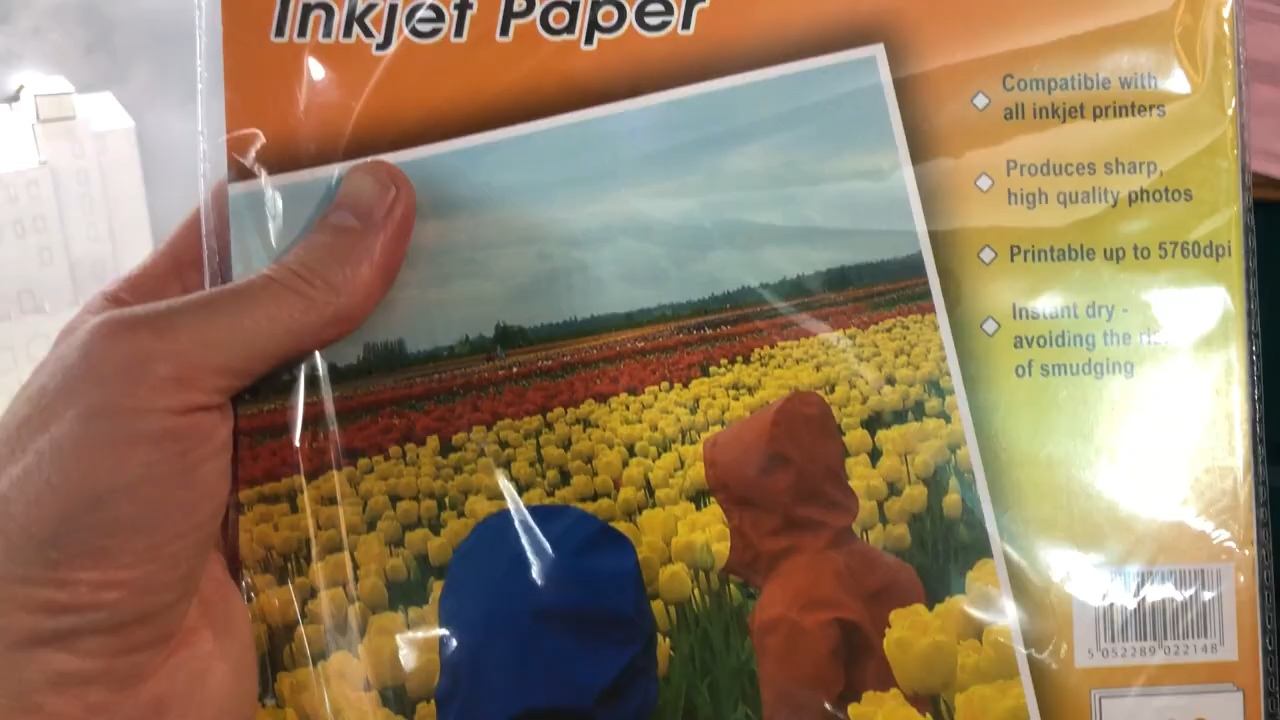 Inkjet Paper
Compatible with
all inkjet printers
Produces sharp,
high quality photos
Printable up to 5760dpi
Instant dry -
avoiding the
of smudging
5 052289 022148